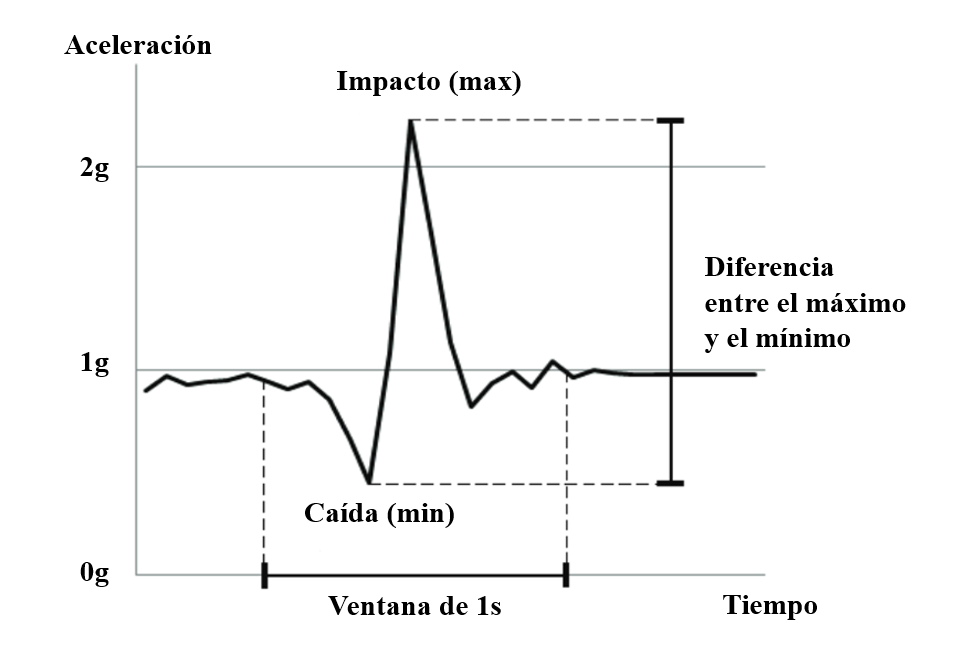 Aceleración
Impacto (max)
2g
Diferencia
entre el máximo
y el mínimo
1g
Caída (min)
0g
Ventana de 1s
Tiempo